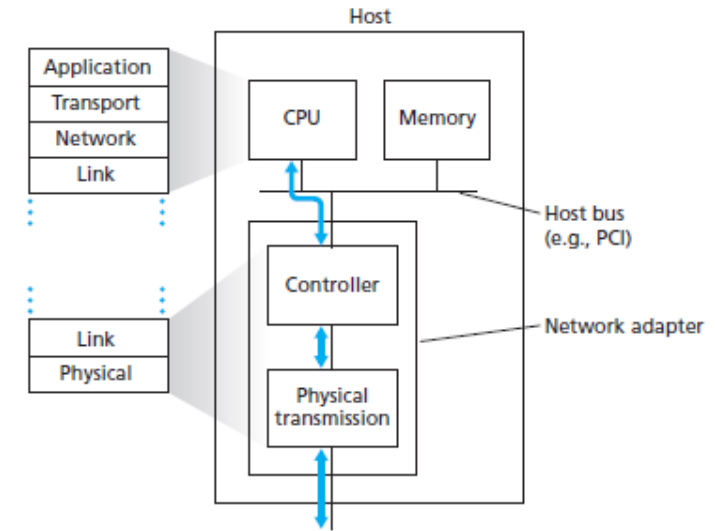 Host
Application
Transport
Network
Link
CPU
Memory
Host bus
(e.g., PCI)
Controller
Network adapter
Link
Physical
Physical
transmission